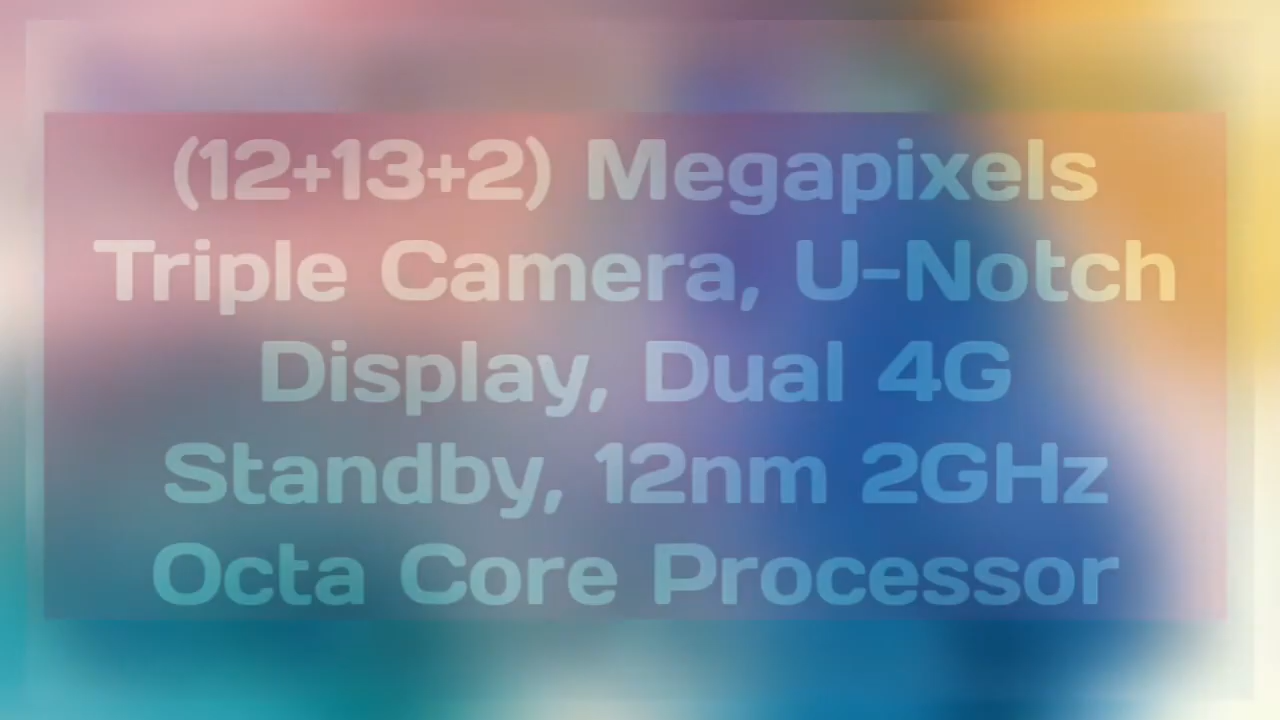 (12+13+2) Megapixels
Triple Camera, U-Notch
Display, Dual 4G
Standby, 12nm 2GHz
Octa Core Processor